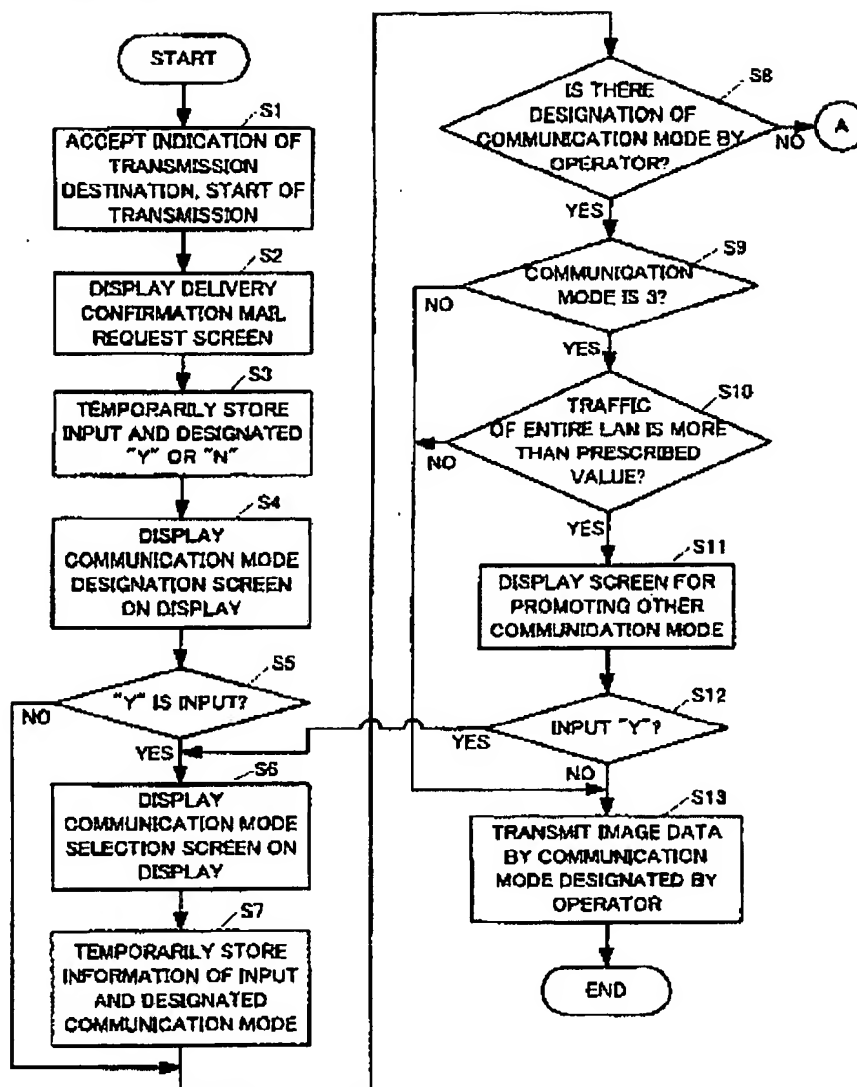 START
S1
ACCEPT INDICATION OF
TRANSMISSION
DESTINATION, START OF
TRANSMISSION
S2
DISPLAY DELIVERY
CONFIRMATION MAIL
REQUEST SCREEN
S3
TEMPORARILY STORE
INPUT AND DESIGNATED
"Y" OR "N"
S4
DISPLAY
COMMUNICATION MODE
DESIGNATION SCREEN
ON DISPLAY
S5
"Y" IS INPUT?
NO
YES
S6
DISPLAY
COMMUNICATION MODE
SELECTION SCREEN ON
DISPLAY
S7
TEMPORARILY STORE
INFORMATION OF INPUT
AND DESIGNATED
COMMUNICATION MODE
S8
IS THERE
DESIGNATION OF
COMMUNICATION MODE BY
OPERATOR?
NO
A
YES
S9
COMMUNICATION
MODE IS 3?
NO
YES
S10
TRAFFIC
OF ENTIRE LAN IS MORE
THAN PRESCRIBED
VALUE?
NO
YES
S11
DISPLAY SCREEN FOR
PROMOTING OTHER
COMMUNICATION MODE
S12
INPUT "Y"?
YES
NO
S13
TRANSMIT IMAGE DATA
BY COMMUNICATION
MODE DESIGNATED BY
OPERATOR
END